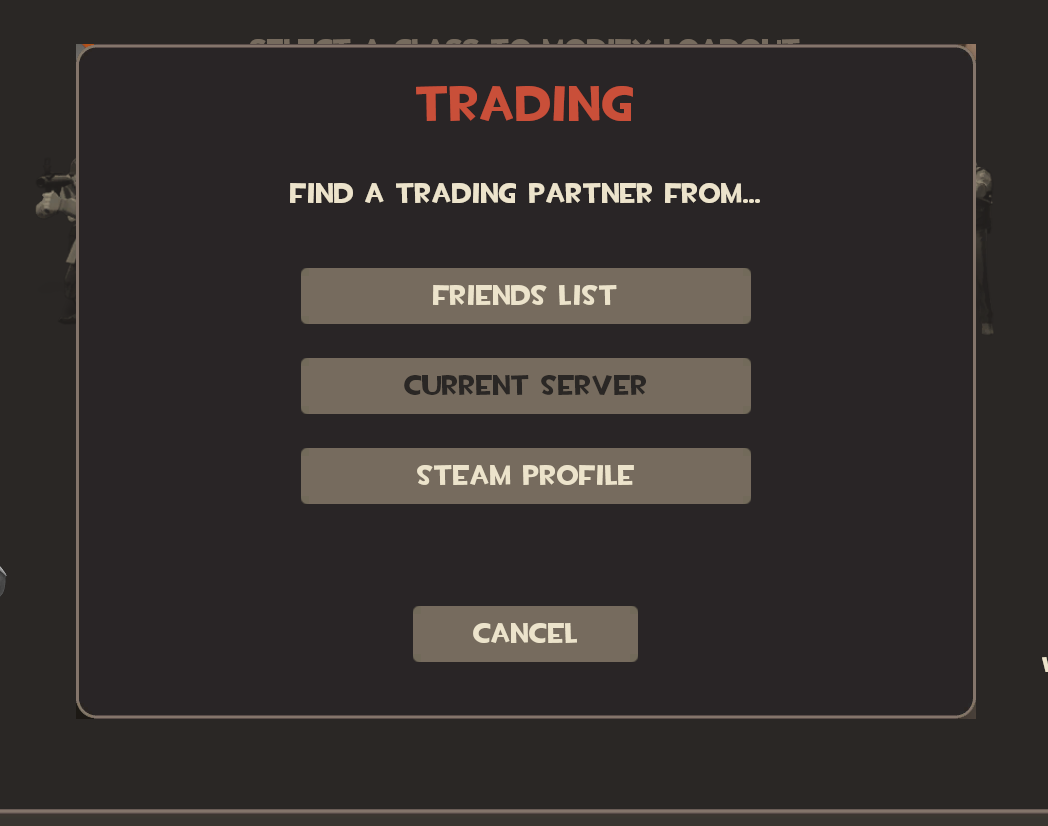 SELECT A CLASS TO MODIFY LOADOUT
TRADING
FIND A TRADING PARTNER FROM...
FRIENDS LIST
CURRENT SERVER
STEAM PROFILE
CANCEL